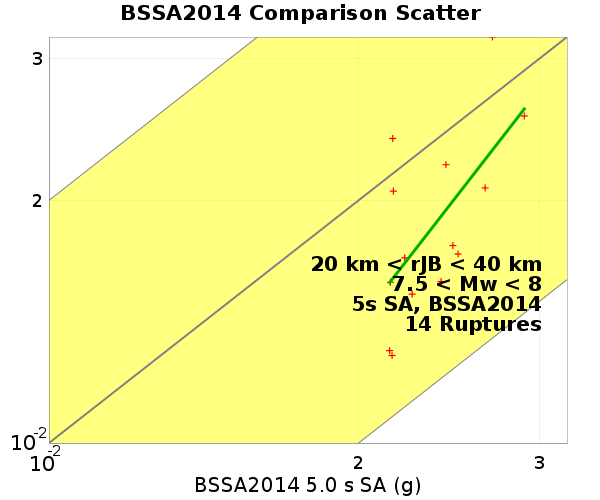 BSSA2014 Comparison Scatter
3
2
20 km < rJB < 40 km
7.5 < Mw < 8
5s SA, BSSA2014
14 Ruptures
10-2
10-2 2 3
BSSA2014 5.0 s SA (g)